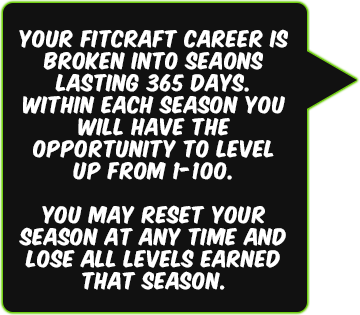 YOUR FITCRAFT CAREER IS
BROKEN INTO SEAONS
LASTING 365 DAYS.
WITHIN EACH SEASON YOU
WILL HAVE THE
OPPORTUNITY TO LEVEL
UP FROM 1-100.
YOU MAY RESET YOUR
SEASON AT ANY TIME AND
LOSE ALL LEVELS EARNED
THAT SEASON.